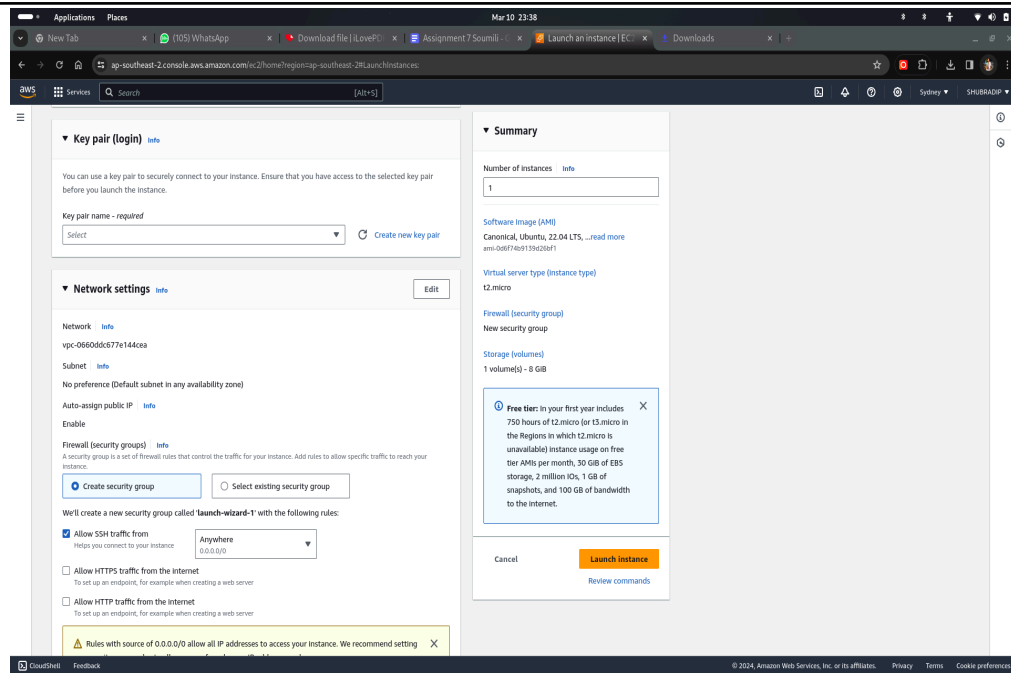 Applications Places Mar 10 23:38
New Tab × (105) WhatsApp × Download file | iLovePD × Assignment 7 Soumili - × Launch an instance | EC2 × Downloads × +
ap-southeast-2.console.aws.amazon.com/ec2/home?region=ap-southeast-2#LaunchInstances:
aws Services Search [Alt+S] Sydney ▼ SHUBRADIP ▼
▼ Key pair (login) Info
You can use a key pair to securely connect to your instance. Ensure that you have access to the selected key pair
before you launch the instance.
Key pair name - required
Select ▼ Create new key pair
▼ Network settings Info Edit
Network Info
vpc-0660ddc677e144cea
Subnet Info
No preference (Default subnet in any availability zone)
Auto-assign public IP Info
Enable
Firewall (security groups) Info
A security group is a set of firewall rules that control the traffic for your instance. Add rules to allow specific traffic to reach your
instance.
Create security group Select existing security group
We'll create a new security group called 'launch-wizard-1' with the following rules:
Allow SSH traffic from
Helps you connect to your instance
Anywhere
0.0.0.0/0
Allow HTTPS traffic from the internet
To set up an endpoint, for example when creating a web server
Allow HTTP traffic from the internet
To set up an endpoint, for example when creating a web server
Rules with source of 0.0.0.0/0 allow all IP addresses to access your instance. We recommend setting ×
▼ Summary
Number of instances Info
1
Software Image (AMI)
Canonical, Ubuntu, 22.04 LTS, ...read more
ami-0d6f74b9139d26bf1
Virtual server type (instance type)
t2.micro
Firewall (security group)
New security group
Storage (volumes)
1 volume(s) - 8 GiB
Free tier: In your first year includes ×
750 hours of t2.micro (or t3.micro in
the Regions in which t2.micro is
unavailable) instance usage on free
tier AMIs per month, 30 GiB of EBS
storage, 2 million IOs, 1 GB of
snapshots, and 100 GB of bandwidth
to the internet.
Cancel Launch instance
Review commands
CloudShell Feedback © 2024, Amazon Web Services, Inc. or its affiliates. Privacy Terms Cookie preferences